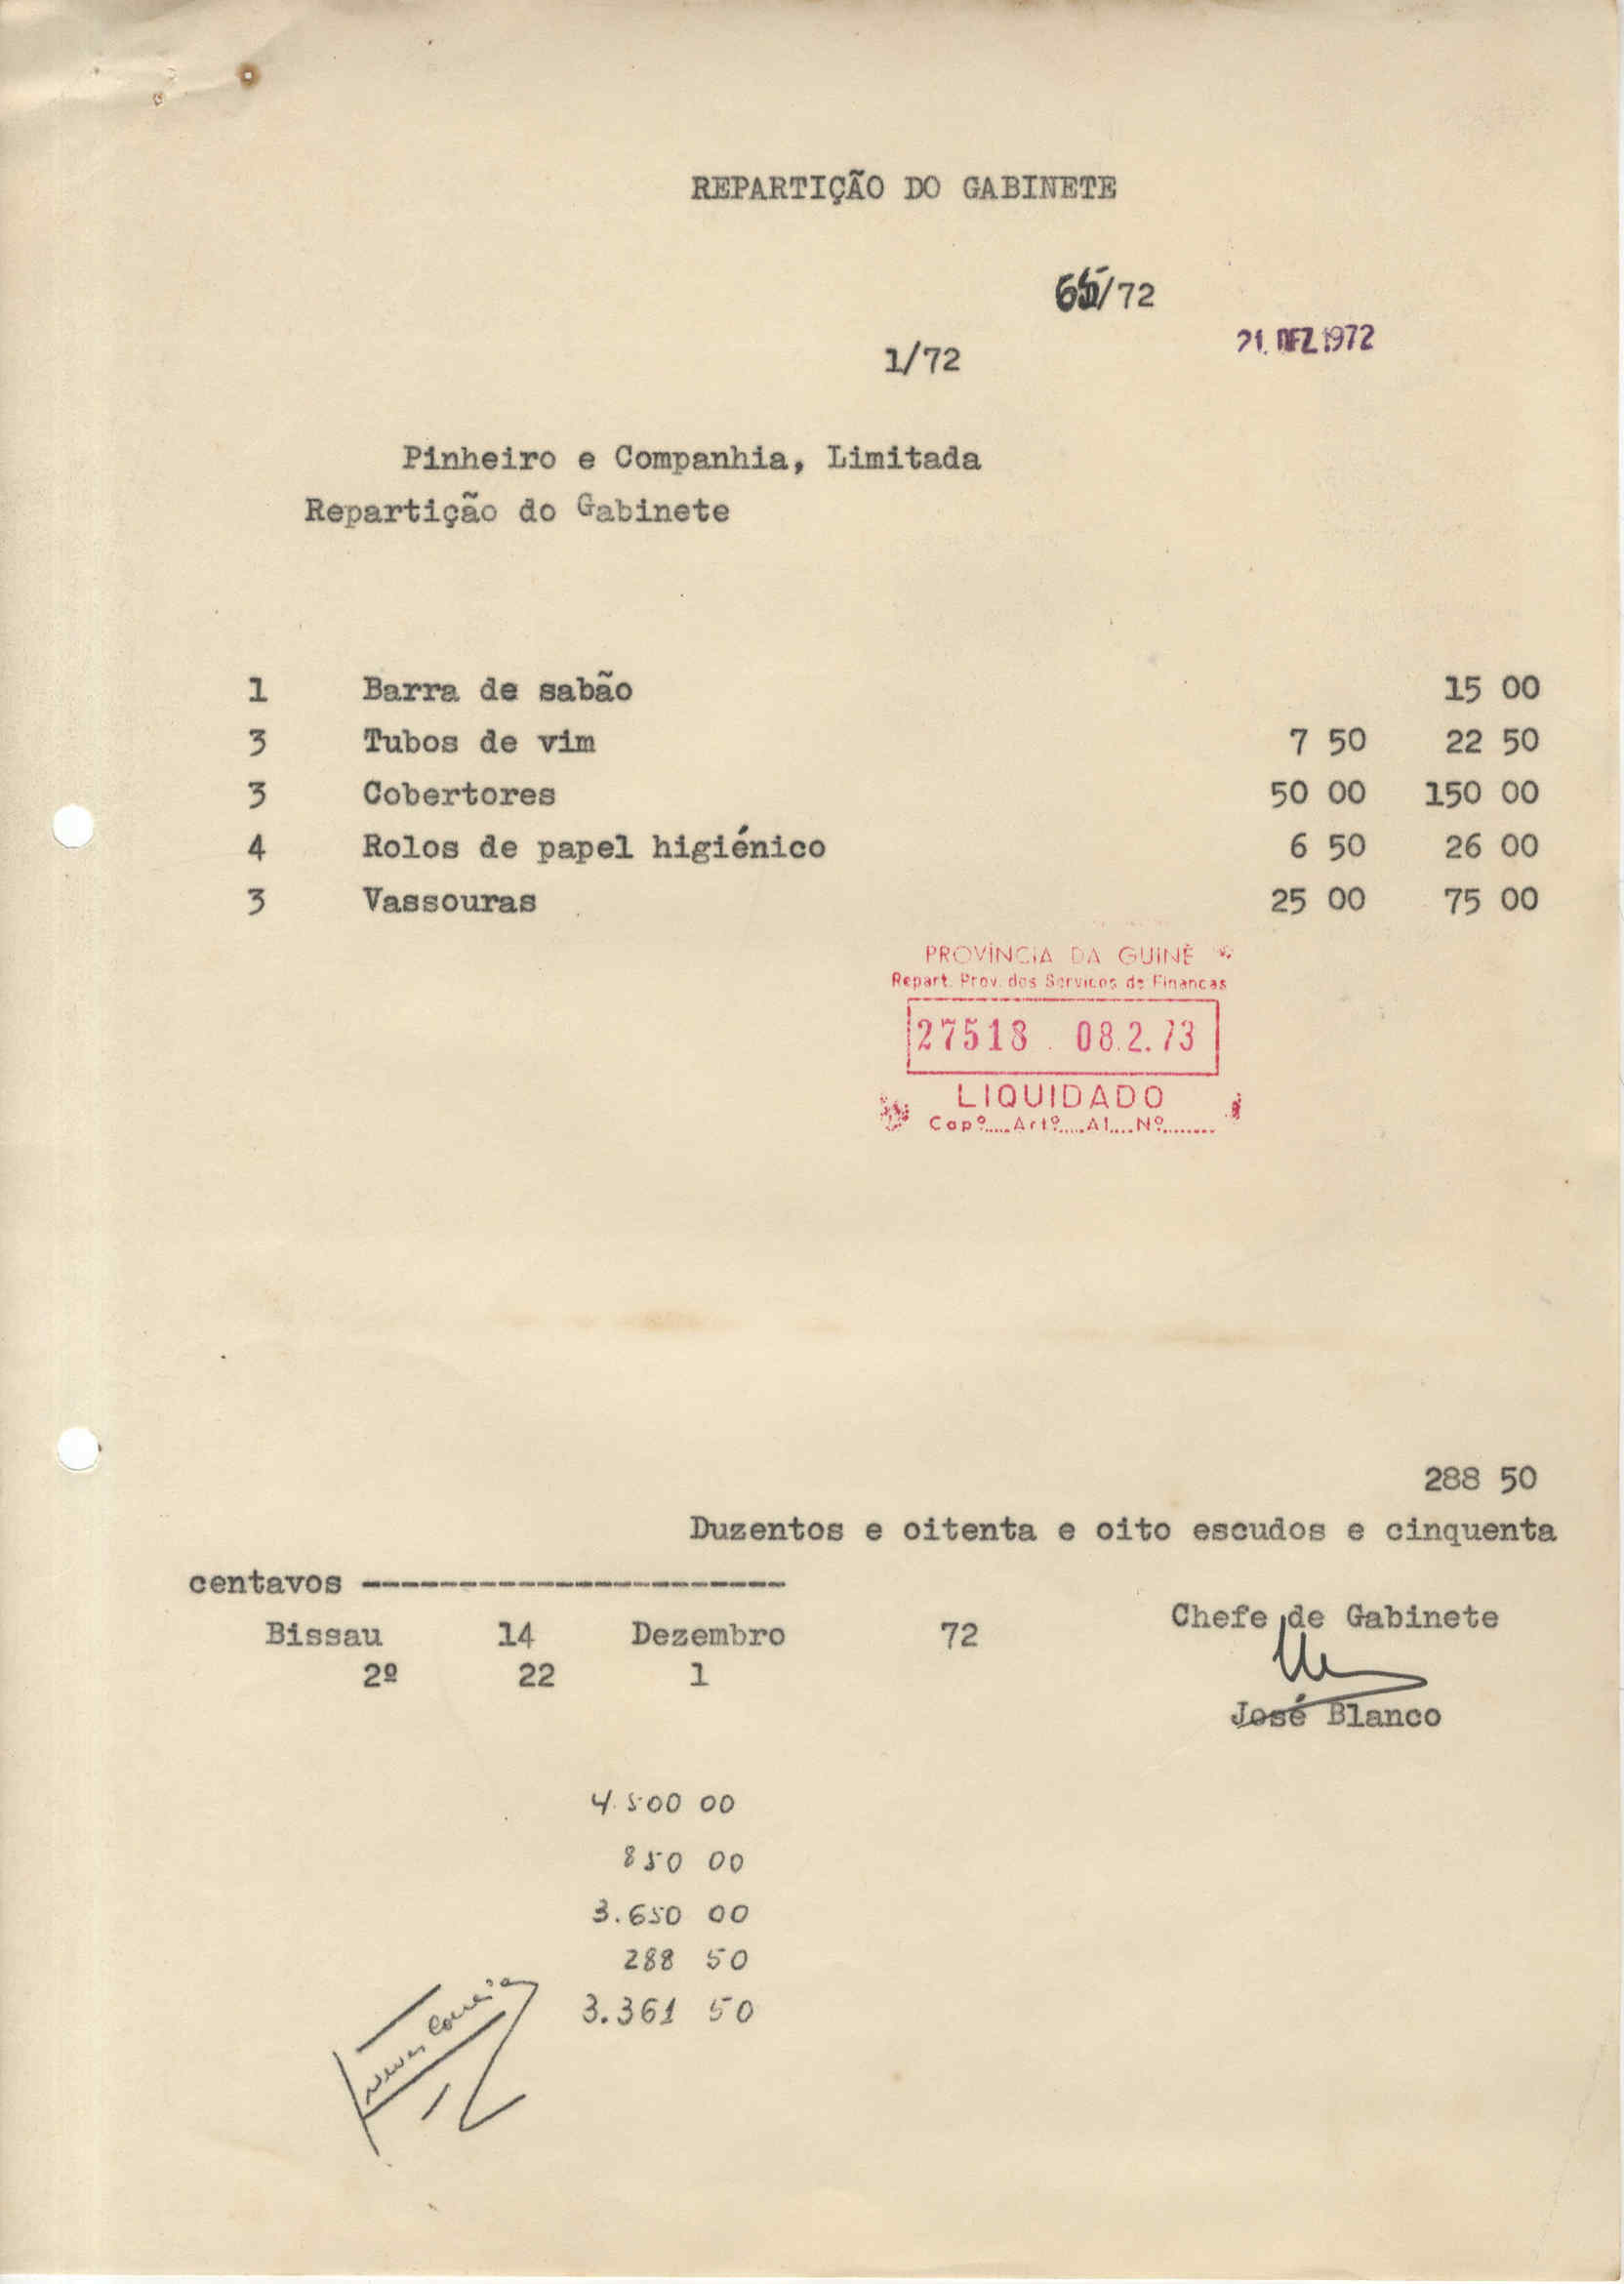 REPARTIÇÃO DO GABINETE
65/72
21. DEZ 1972
1/72
Pinheiro e Companhia, Limitada
Repartição do Gabinete
1 Barra de sabão 15 00
3 Tubos de vim 7 50 22 50
3 Cobertores 50 00 150 00
4 Rolos de papel higiénico 6 50 26 00
3 Vassouras 25 00 75 00
PROVÍNCIA DA GUINÉ
Repart. Prov. dos Serviços de Finanças
27518 08.2.73
LIQUIDADO
Capº.....Artº.....Al....Nº........
288 50
Duzentos e oitenta e oito escudos e cinquenta
centavos ----------------------
Chefe de Gabinete
Bissau 14 Dezembro 72
2º 22 1
José Blanco
4.500 00
850 00
3.650 00
288 50
3.361 50
Neves Correia